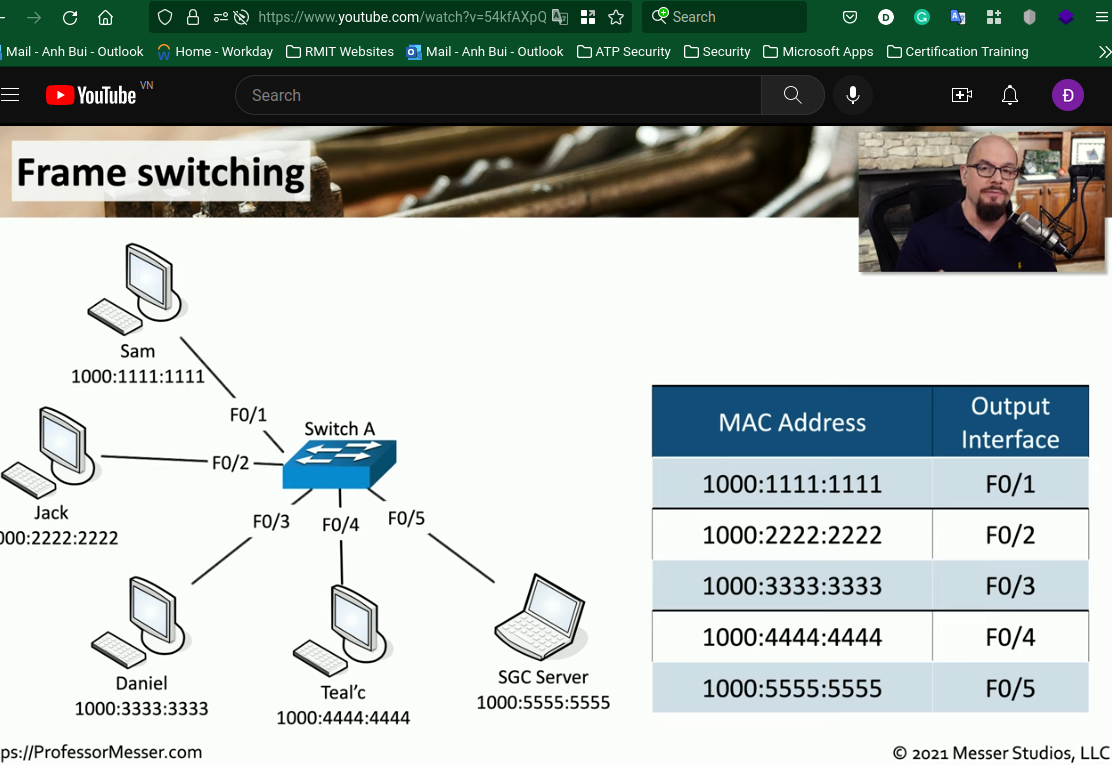 https://www.youtube.com/watch?v=54kfAXpQ
Search
Mail - Anh Bui - Outlook
Home - Workday
RMIT Websites
Mail - Anh Bui - Outlook
ATP Security
Security
Microsoft Apps
Certification Training
YouTube VN
Search
Đ
Frame switching
Sam
1000:1111:1111
F0/1
Switch A
F0/2
Jack
000:2222:2222
F0/3
F0/4
F0/5
Daniel
1000:3333:3333
Teal’c
1000:4444:4444
SGC Server
1000:5555:5555
MAC Address Output Interface
1000:1111:1111 F0/1
1000:2222:2222 F0/2
1000:3333:3333 F0/3
1000:4444:4444 F0/4
1000:5555:5555 F0/5
ps://ProfessorMesser.com
© 2021 Messer Studios, LLC